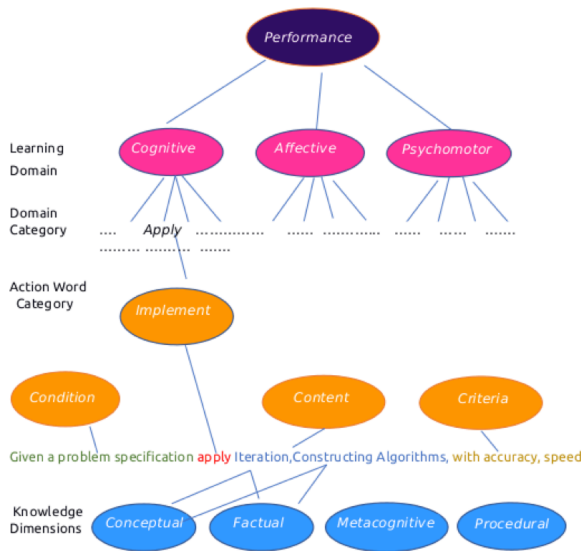 Performance
Learning
Domain
Cognitive
Affective
Psychomotor
Domain
Category
.... Apply .............. ...... ............ ...... ...... .......
......... .......... .......
Action Word
Category
Implement
Condition
Content
Criteria
Given a problem specification apply Iteration,Constructing Algorithms, with accuracy, speed
Knowledge
Dimensions
Conceptual
Factual
Metacognitive
Procedural